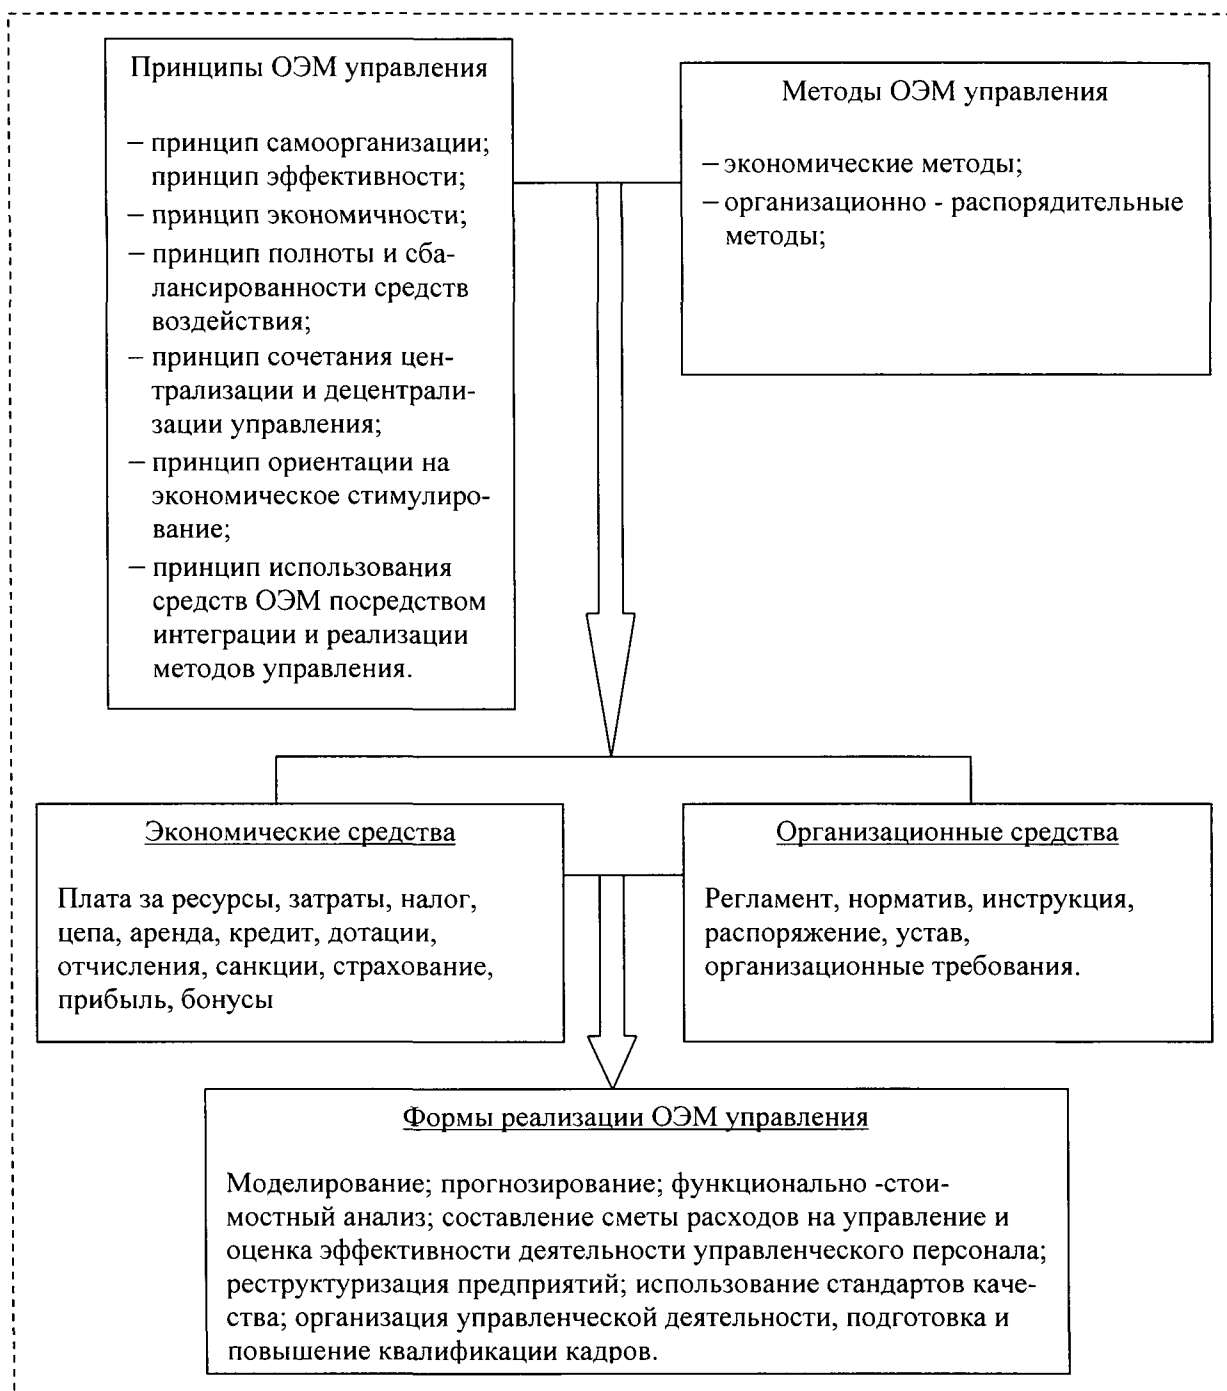 Принципы ОЭМ управления
– принцип самоорганизации;
принцип эффективности;
– принцип экономичности;
– принцип полноты и сба-
лансированности средств
воздействия;
– принцип сочетания цен-
трализации и децентрали-
зации управления;
– принцип ориентации на
экономическое стимулиро-
вание;
– принцип использования
средств ОЭМ посредством
интеграции и реализации
методов управления.
Методы ОЭМ управления
– экономические методы;
– организационно - распорядительные
методы;
Экономические средства
Плата за ресурсы, затраты, налог,
цепа, аренда, кредит, дотации,
отчисления, санкции, страхование,
прибыль, бонусы
Организационные средства
Регламент, норматив, инструкция,
распоряжение, устав,
организационные требования.
Формы реализации ОЭМ управления
Моделирование; прогнозирование; функционально -стои-
мостный анализ; составление сметы расходов на управление и
оценка эффективности деятельности управленческого персонала;
реструктуризация предприятий; использование стандартов каче-
ства; организация управленческой деятельности, подготовка и
повышение квалификации кадров.